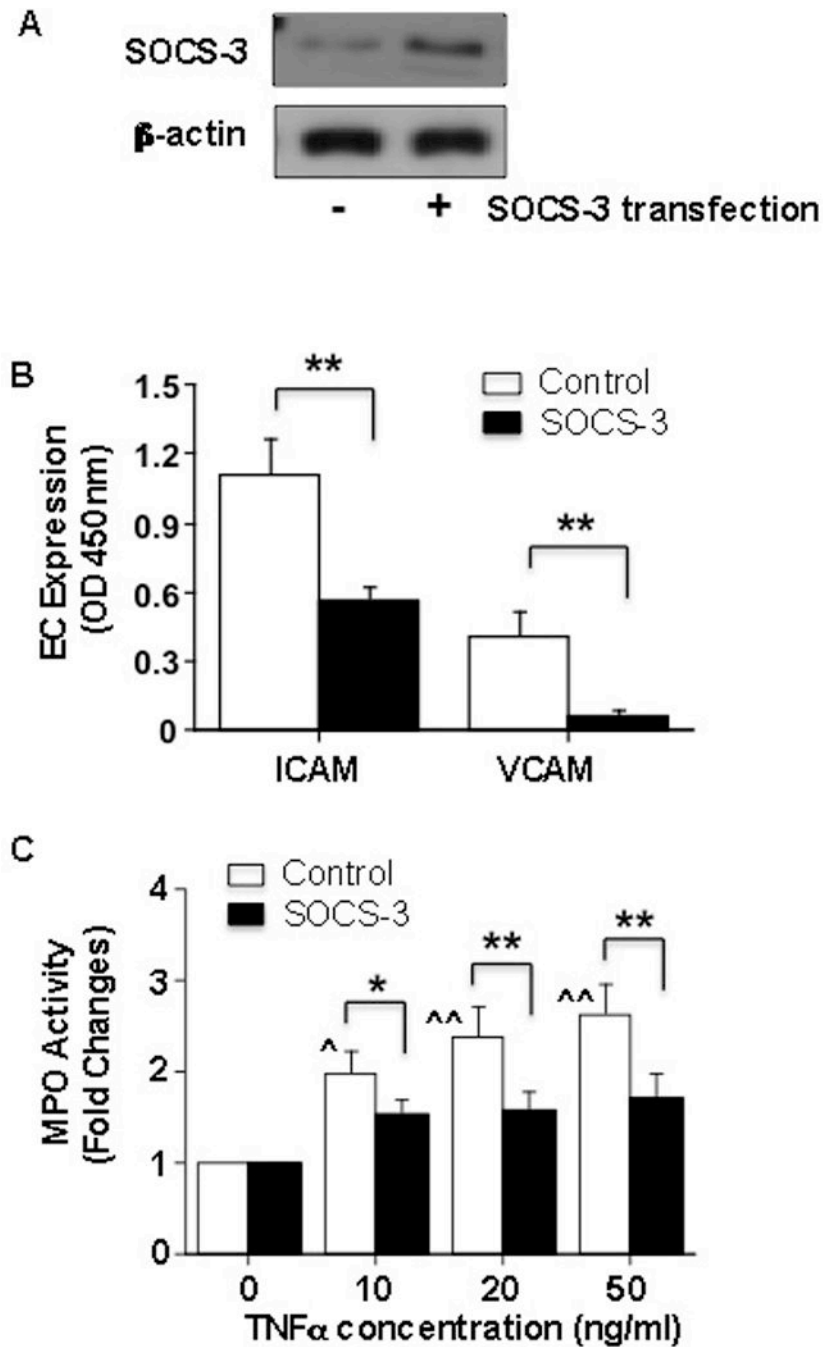 A
SOCS-3
β-actin
- + SOCS-3 transfection
B
EC Expression
(OD 450nm)
1.5
1.2
0.9
0.6
0.3
0
**
**
Control
SOCS-3
ICAM VCAM
C
MPO Activity
(Fold Changes)
4
3
2
1
0
Control
SOCS-3
^ * ^^ ** ^^ **
0 10 20 50
TNFα concentration (ng/ml)